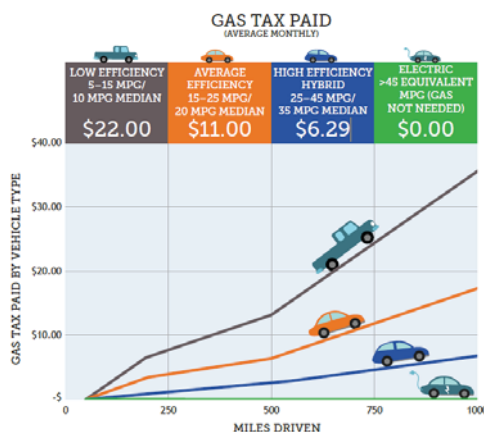 GAS TAX PAID
(AVERAGE MONTHLY)
LOW EFFICIENCY
5–15 MPG/
10 MPG MEDIAN
$22.00
AVERAGE
EFFICIENCY
15–25 MPG/
20 MPG MEDIAN
$11.00
HIGH EFFICIENCY
HYBRID
25–45 MPG/
35 MPG MEDIAN
$6.29
ELECTRIC
>45 EQUIVALENT
MPG (GAS
NOT NEEDED)
$0.00
GAS TAX PAID BY VEHICLE TYPE
$40.00
$30.00
$20.00
$10.00
-$
0
250
500
750
1000
MILES DRIVEN